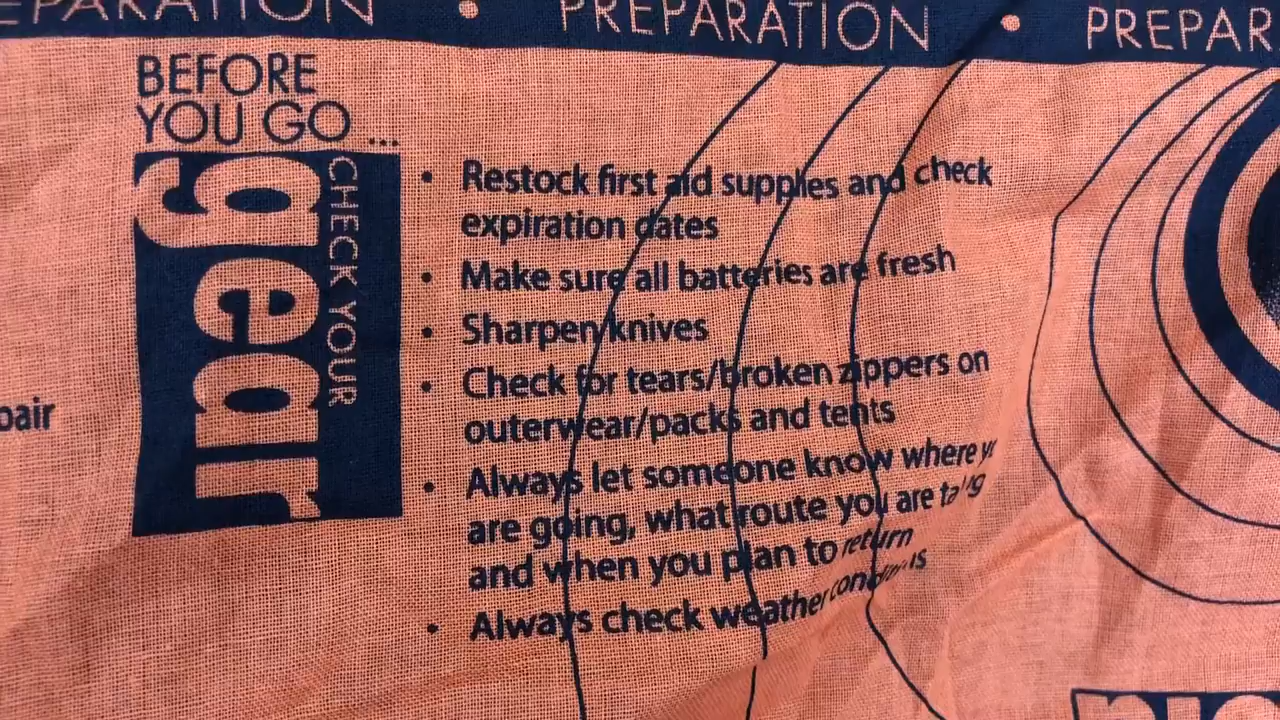 PREPARATION • PREPARATION • PREPAR
BEFORE
YOU GO ...
CHECK YOUR
gear
• Restock first aid supplies and check
expiration dates
• Make sure all batteries are fresh
• Sharpen knives
• Check for tears/broken zippers on
outerwear/packs and tents
• Always let someone know where
are going, what route you are
and when you plan to return
• Always check weather conditions
pair